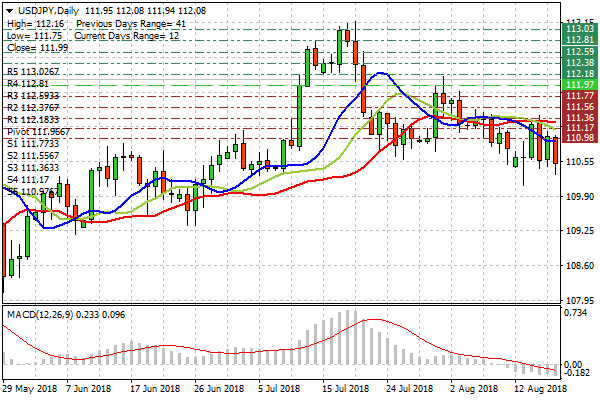 USDJPY,Daily 111.95 112.08 111.94 112.08
High= 112.16 Previous Days Range= 41
Low= 111.75 Current Days Range= 12
Close= 111.99
R5 113.0267
R4 112.81
R3 112.5933
R2 112.3767
R1 112.1833
Pivot 111.9667
S1 111.7733
S2 111.5567
S3 111.3633
S4 111.17
S5 110.9767
113.15
113.03
112.81
112.59
112.38
112.18
111.97
111.77
111.56
111.36
111.17
110.98
110.55
109.90
109.25
108.60
107.95
MACD(12,26,9) 0.233 0.096
0.734
0.00
-0.182
29 May 2018 7 Jun 2018 17 Jun 2018 26 Jun 2018 5 Jul 2018 15 Jul 2018 24 Jul 2018 2 Aug 2018 12 Aug 2018